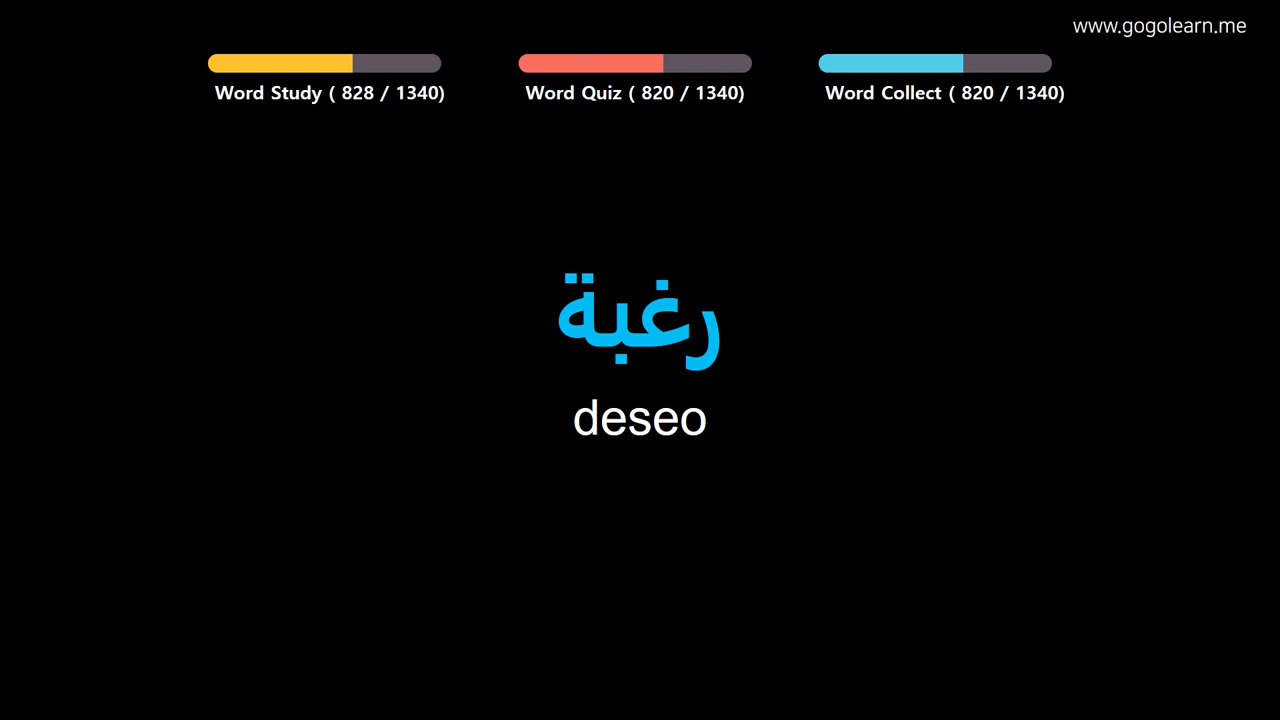 www.gogolearn.me
Word Study ( 828 / 1340)
Word Quiz ( 820 / 1340)
Word Collect ( 820 / 1340)
رغبة
deseo